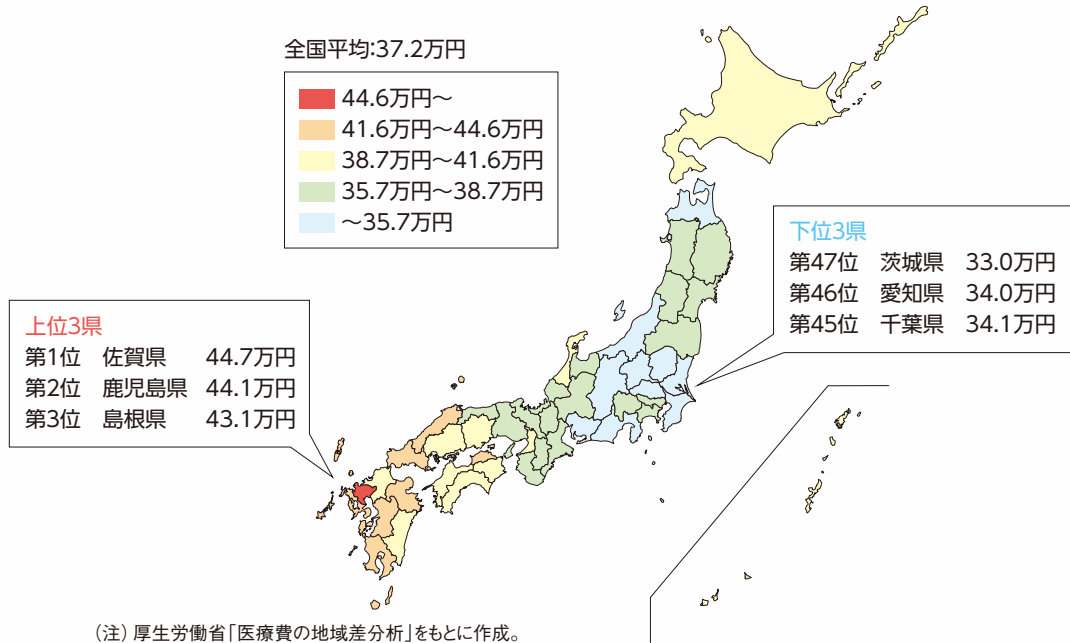 全国平均:37.2万円
44.6万円〜
41.6万円〜44.6万円
38.7万円〜41.6万円
35.7万円〜38.7万円
〜35.7万円
下位3県
第47位 茨城県 33.0万円
第46位 愛知県 34.0万円
第45位 千葉県 34.1万円
上位3県
第1位 佐賀県 44.7万円
第2位 鹿児島県 44.1万円
第3位 島根県 43.1万円
(注) 厚生労働省「医療費の地域差分析」をもとに作成。